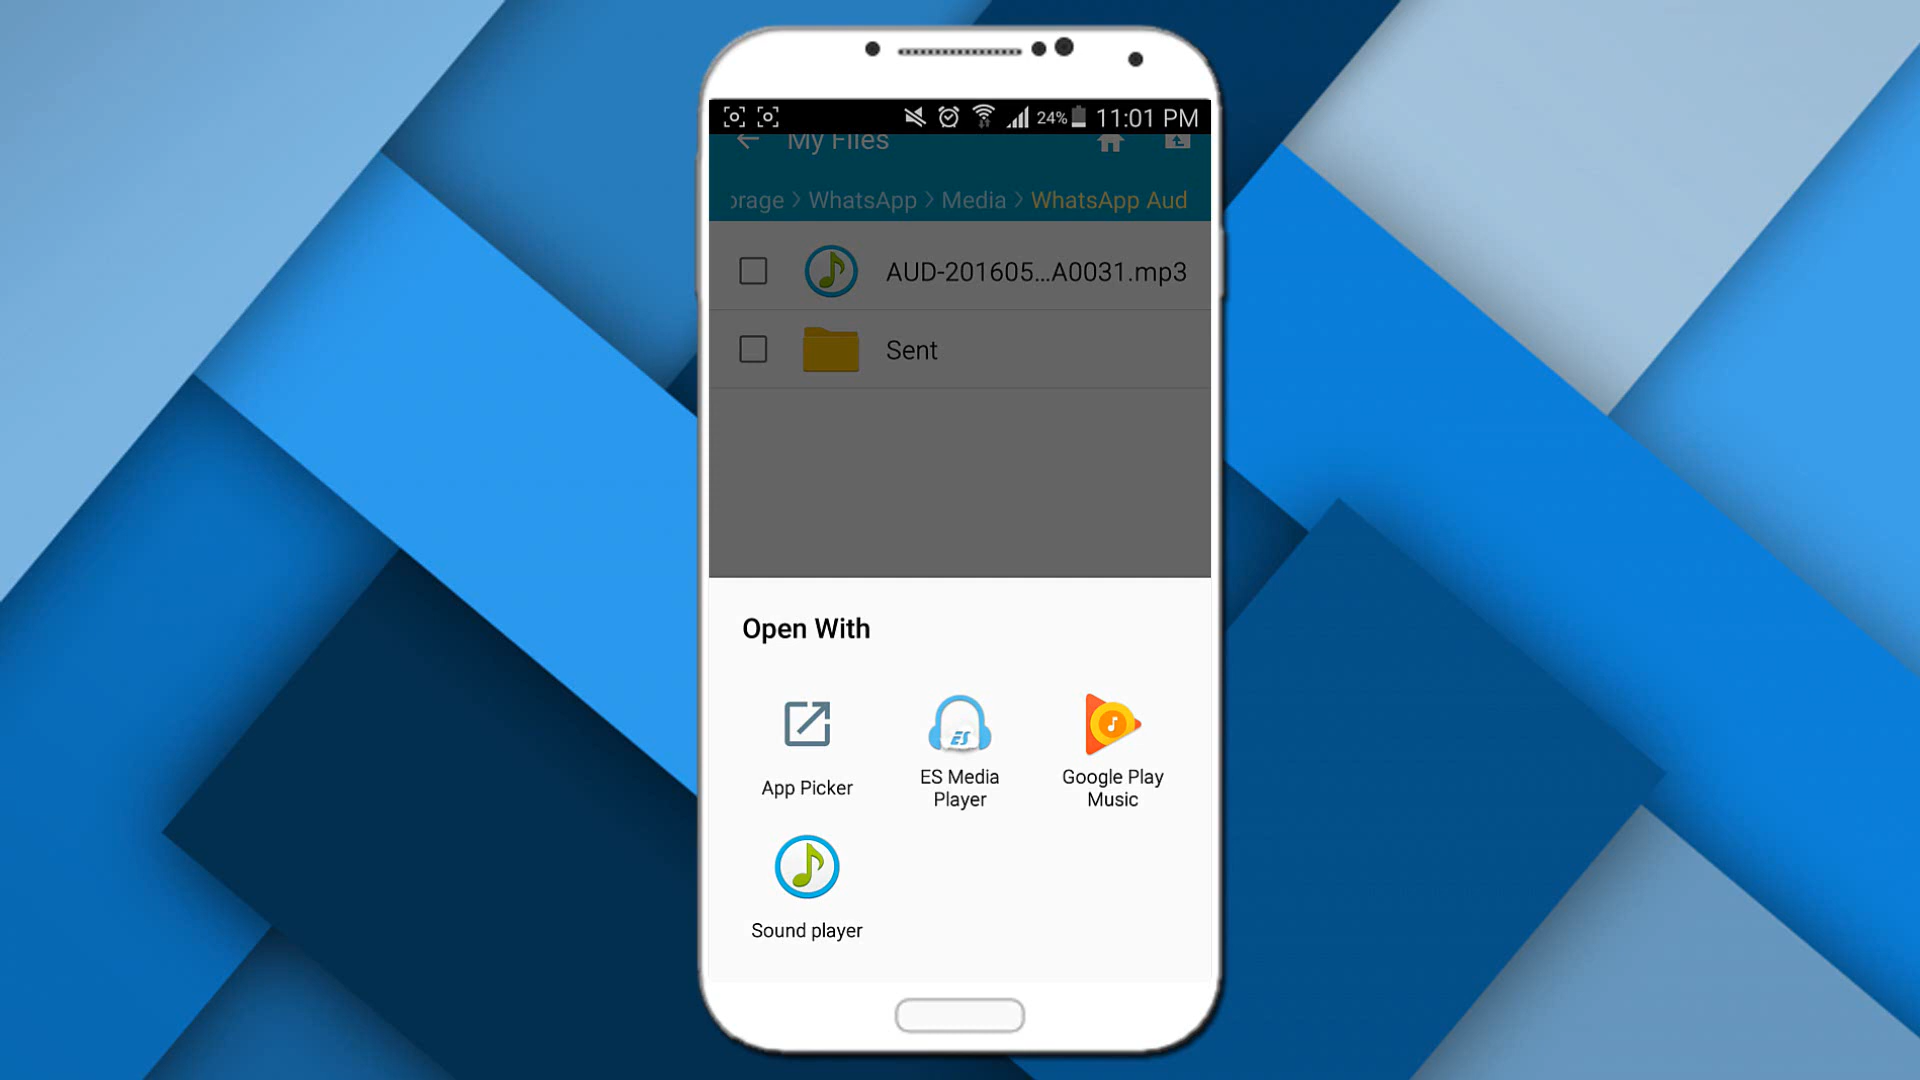 24% 11:01 PM
My Files
orage > WhatsApp > Media > WhatsApp Aud
AUD-201605...A0031.mp3
Sent
Open With
App Picker
ES
ES Media
Player
Google Play
Music
Sound player